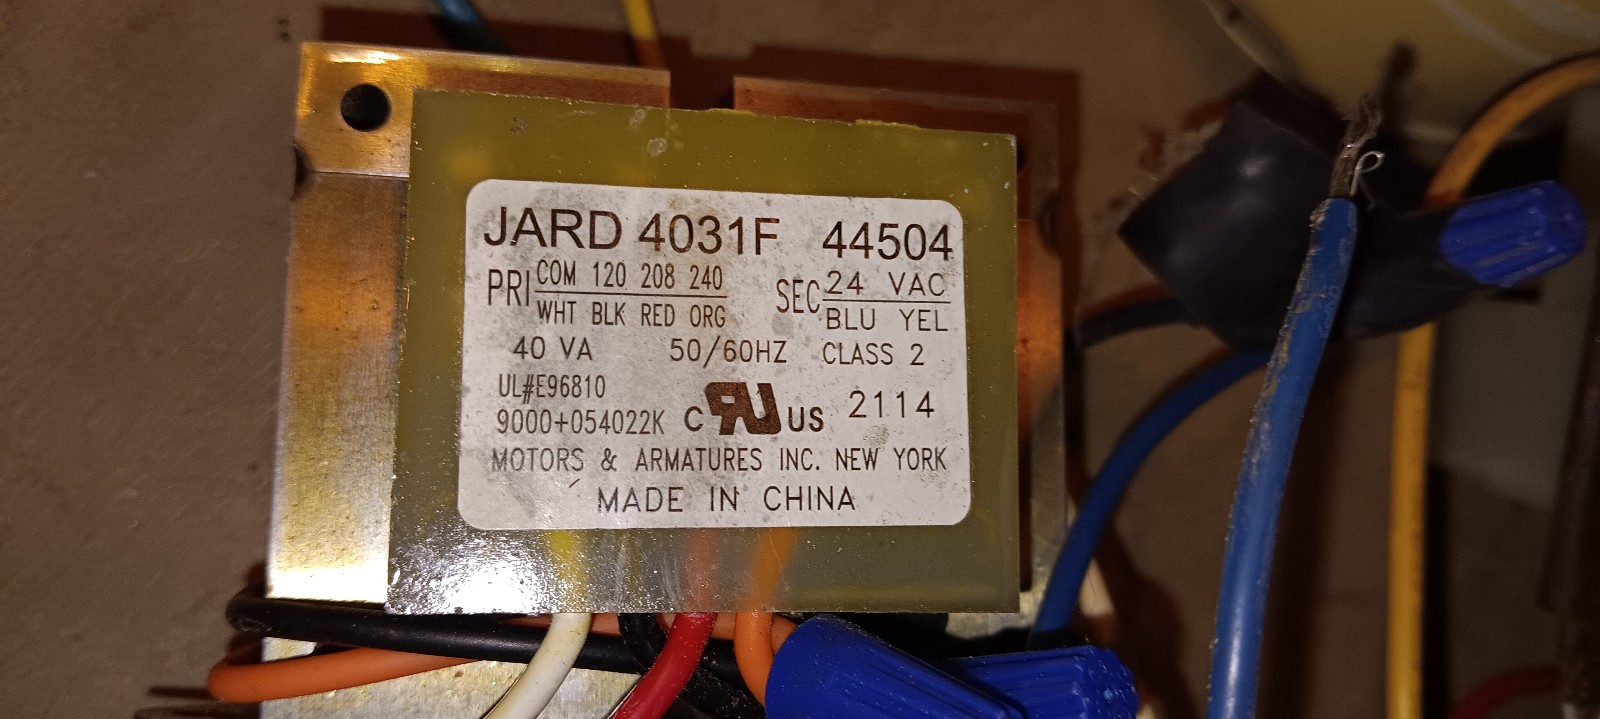 JARD 4031F 44504
PRI COM 120 208 240 SEC 24 VAC
WHT BLK RED ORG BLU YEL
40 VA 50/60HZ CLASS 2
UL#E96810
9000+054022K C RU US 2114
MOTORS & ARMATURES INC. NEW YORK
MADE IN CHINA